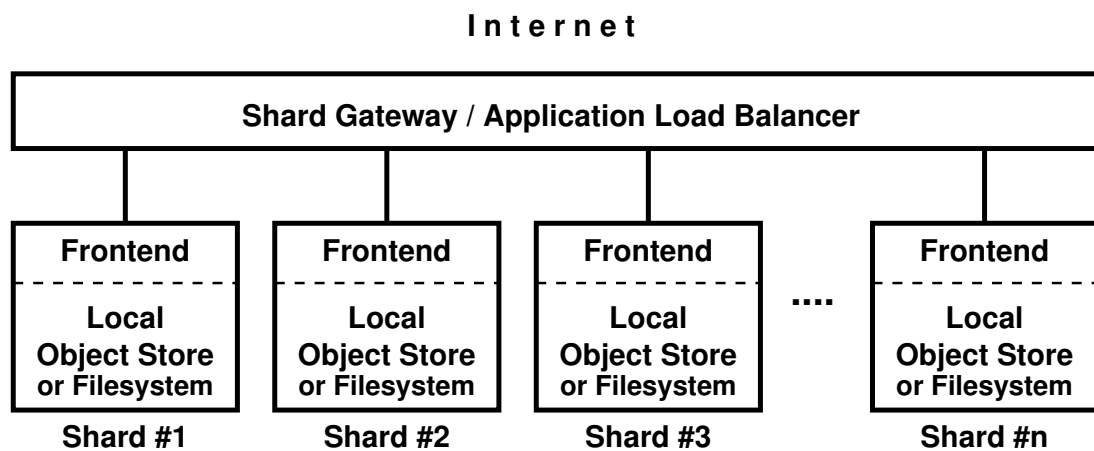 I n t e r n e t
Shard Gateway / Application Load Balancer
Frontend
Local
Object Store
or Filesystem
Shard #1
Frontend
Local
Object Store
or Filesystem
Shard #2
Frontend
Local
Object Store
or Filesystem
Shard #3
....
Frontend
Local
Object Store
or Filesystem
Shard #n